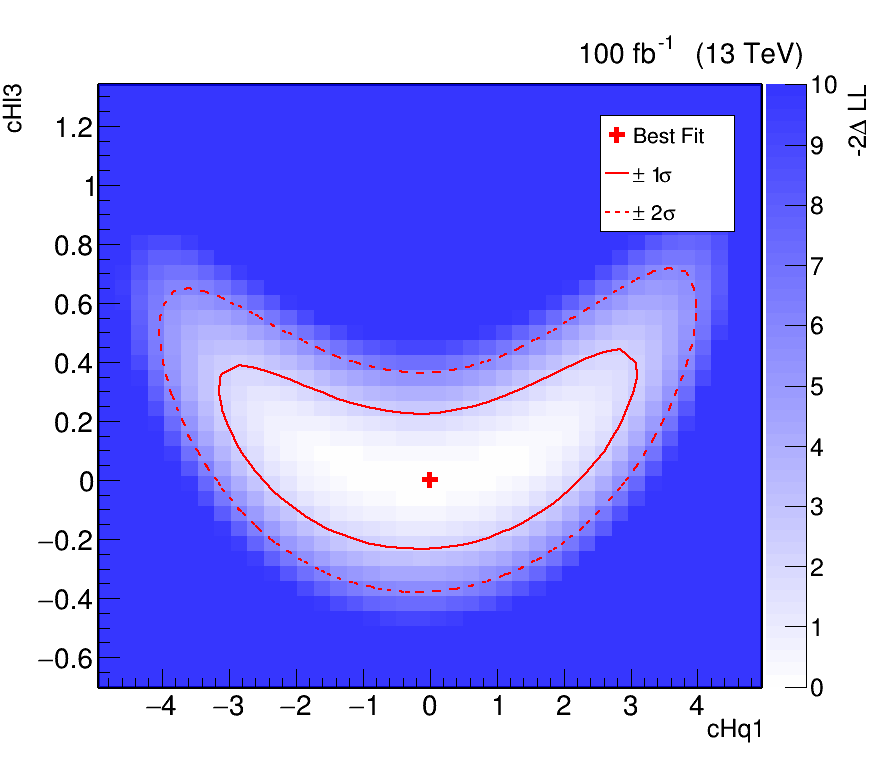 100 fb⁻¹ (13 TeV)
cHl3
1.2
1
0.8
0.6
0.4
0.2
0
−0.2
−0.4
−0.6
Best Fit
± 1σ
± 2σ
10
9
8
7
6
5
4
3
2
1
0
-2Δ LL
−4 −3 −2 −1 0 1 2 3 4
cHq1